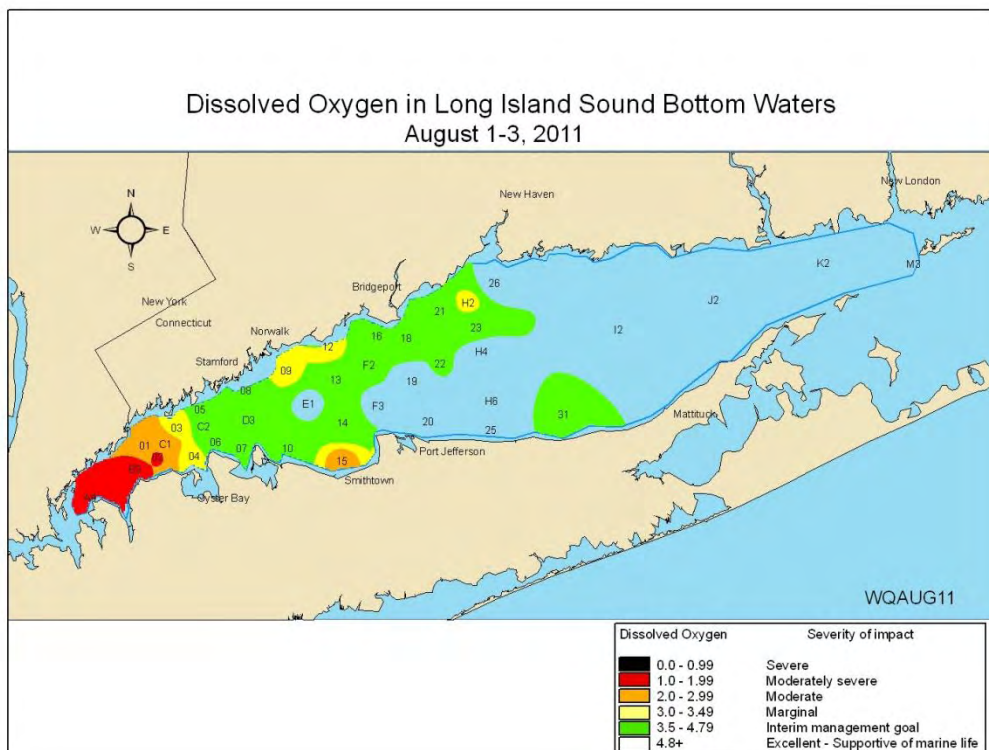 Dissolved Oxygen in Long Island Sound Bottom Waters
August 1-3, 2011
New London
New Haven
N
W E
S
K2
M3
26
Bridgeport
J2
H2
New York
21
Connecticut
23
I2
Norwalk
16
18
12
H4
Stamford
F2
22
09
13
19
08
H6
E1
05
F3
31
Mattituck
D3
14
20
03
C2
25
01
C1
06
07
10
Port Jefferson
04
15
Smithtown
Oyster Bay
WQAUG11
Dissolved Oxygen Severity of impact
0.0 - 0.99 Severe
1.0 - 1.99 Moderately severe
2.0 - 2.99 Moderate
3.0 - 3.49 Marginal
3.5 - 4.79 Interim management goal
4.8+ Excellent - Supportive of marine life